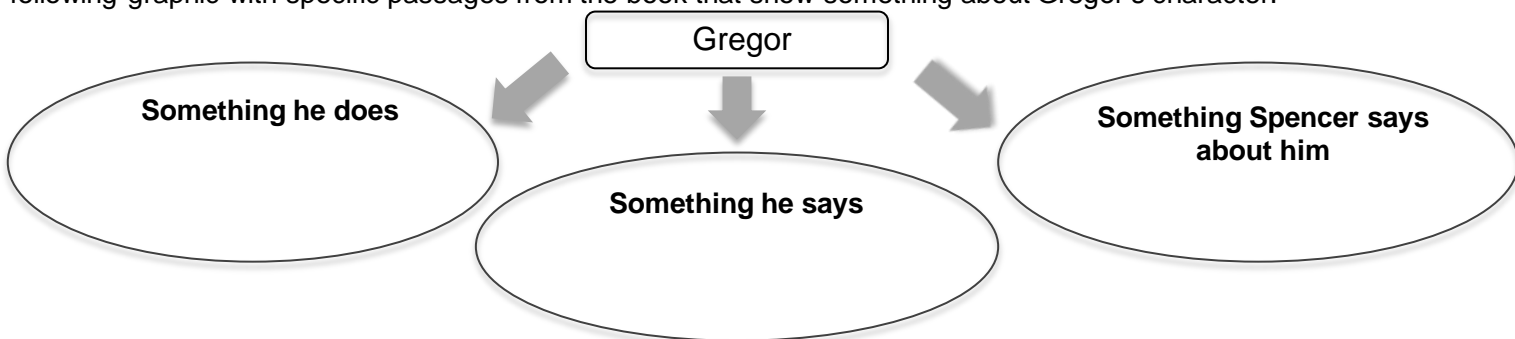 following graphic with specific passages from the book that show something about Gregor's character.
Gregor
Something he does
Something he says
Something Spencer says
about him